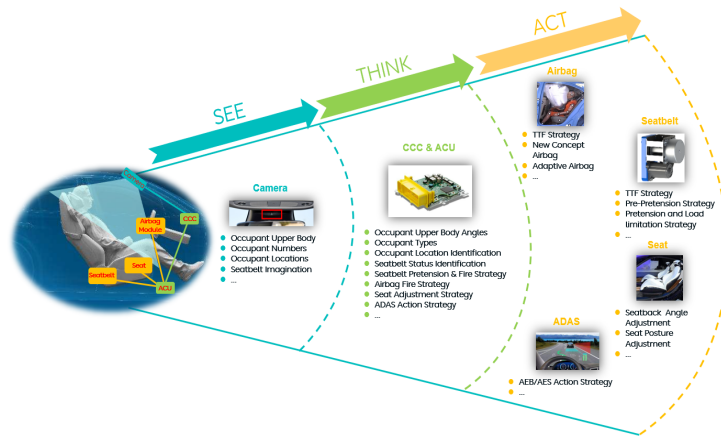 SEE
THINK
ACT
Camera
CCC
Airbag
Module
Seat
Seatbelt
ACU
Camera
Occupant Upper Body
Occupant Numbers
Occupant Locations
Seatbelt Imagination
...
CCC & ACU
Occupant Upper Body Angles
Occupant Types
Occupant Location Identification
Seatbelt Status Identification
Seatbelt Pretension & Fire Strategy
Airbag Fire Strategy
Seat Adjustment Strategy
ADAS Action Strategy
...
Airbag
TTF Strategy
New Concept
Airbag
Adaptive Airbag
...
Seatbelt
TTF Strategy
Pre-Pretension Strategy
Pretension and Load
limitation Strategy
...
Seat
Seatback Angle
Adjustment
Seat Posture
Adjustment
...
ADAS
AEB/AES Action Strategy
...